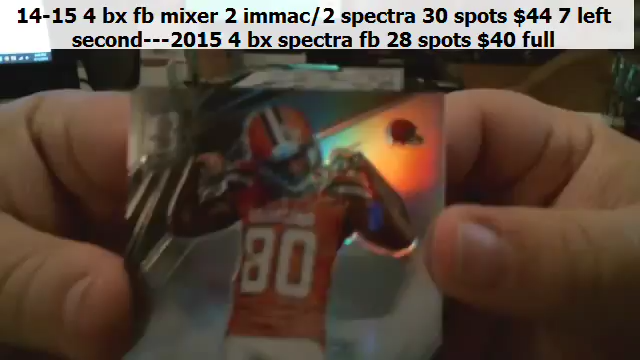 14-15 4 bx fb mixer 2 immac/2 spectra 30 spots $44 7 left
second---2015 4 bx spectra fb 28 spots $40 full
80